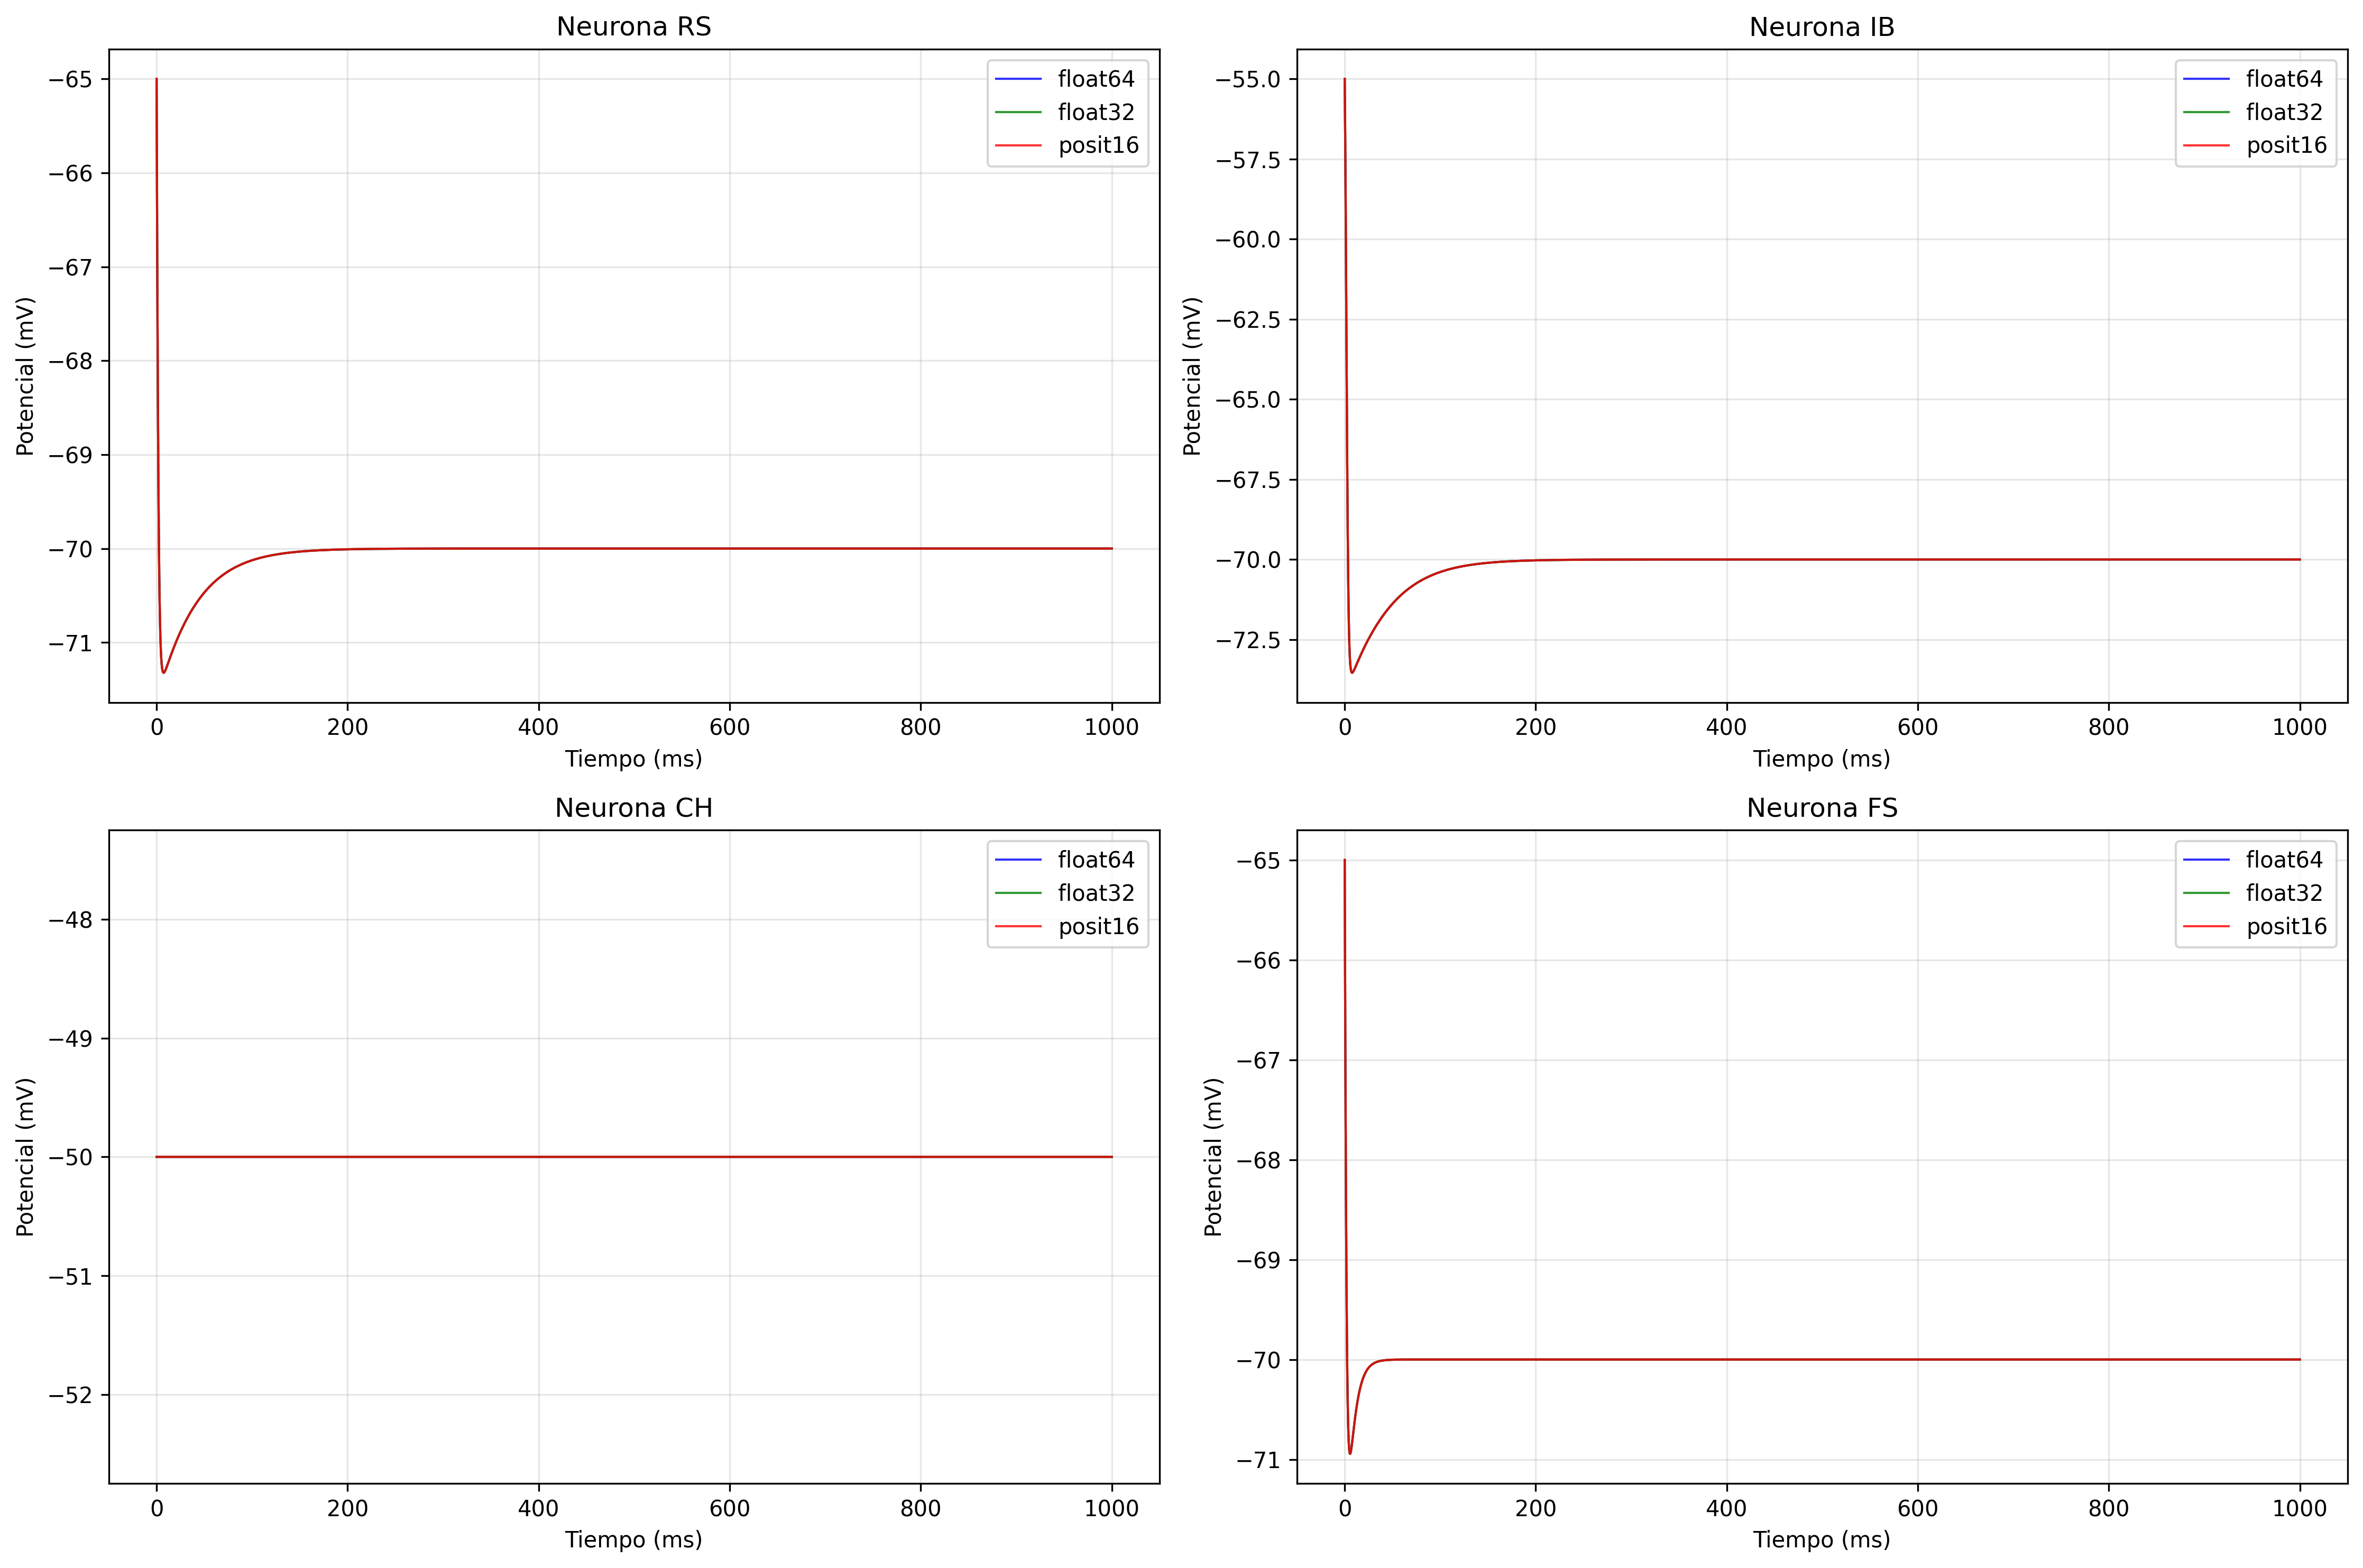 Neurona RS
float64
float32
posit16
Potencial (mV)
−65
−66
−67
−68
−69
−70
−71
0 200 400 600 800 1000
Tiempo (ms)
Neurona IB
float64
float32
posit16
Potencial (mV)
−55.0
−57.5
−60.0
−62.5
−65.0
−67.5
−70.0
−72.5
0 200 400 600 800 1000
Tiempo (ms)
Neurona CH
float64
float32
posit16
Potencial (mV)
−48
−49
−50
−51
−52
0 200 400 600 800 1000
Tiempo (ms)
Neurona FS
float64
float32
posit16
Potencial (mV)
−65
−66
−67
−68
−69
−70
−71
0 200 400 600 800 1000
Tiempo (ms)